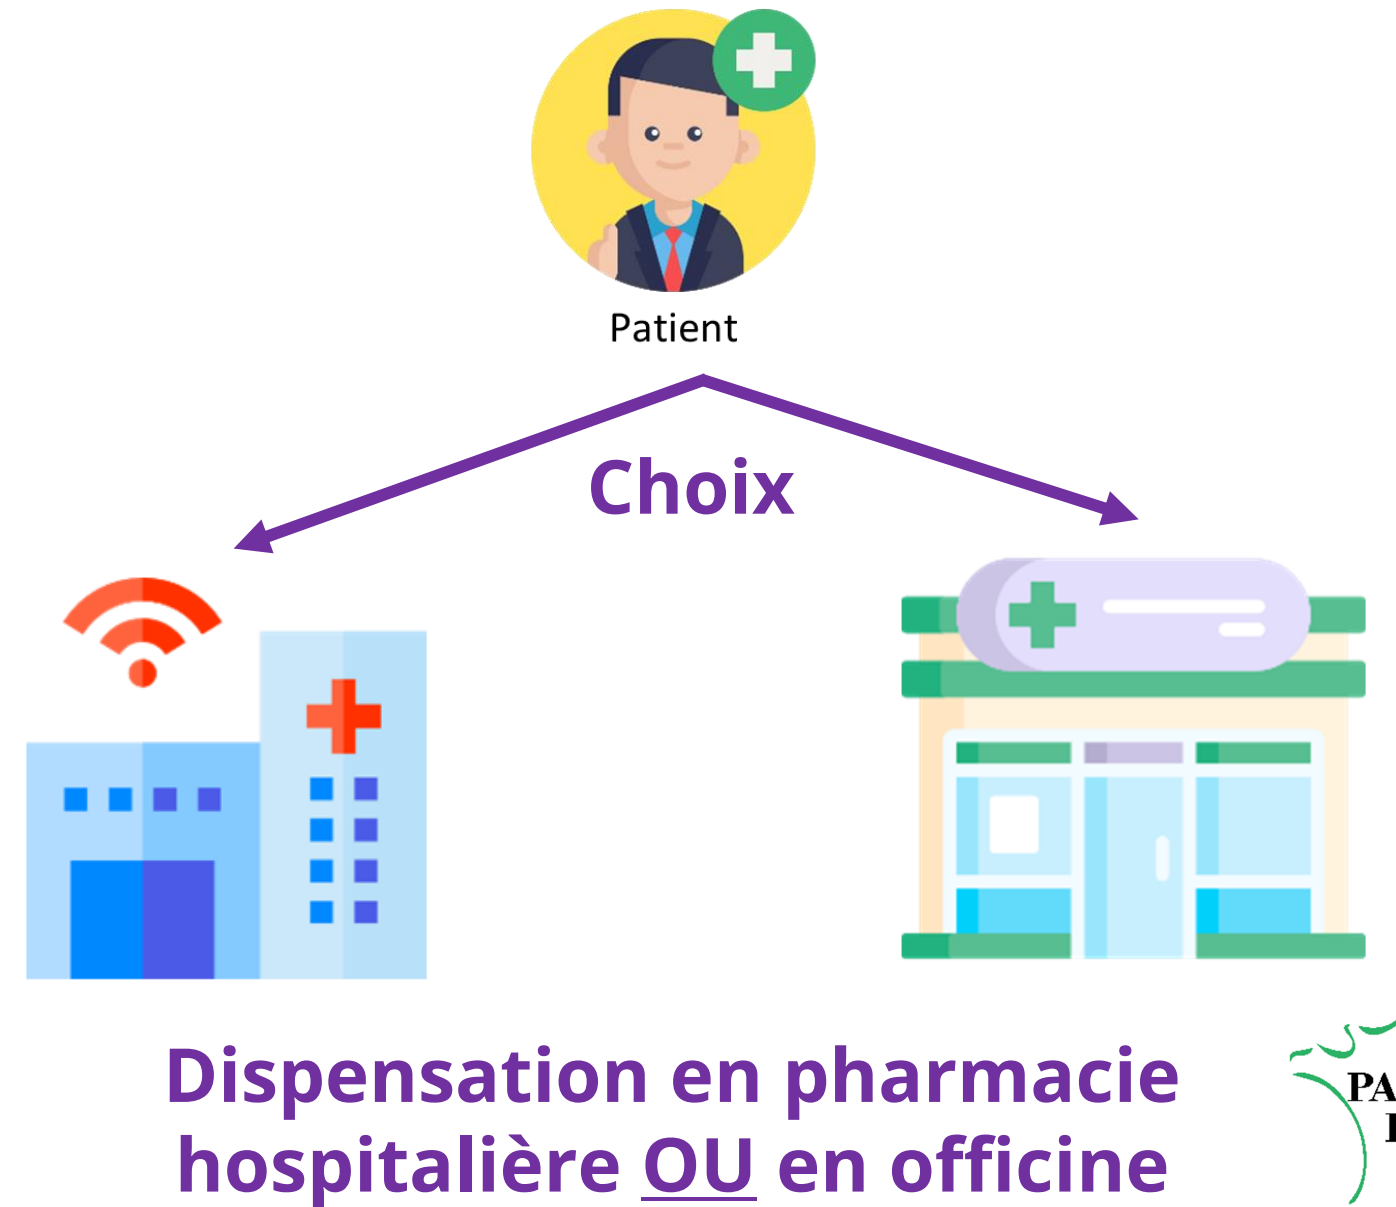 Patient
Choix
Dispensation en pharmacie
hospitalière OU en officine